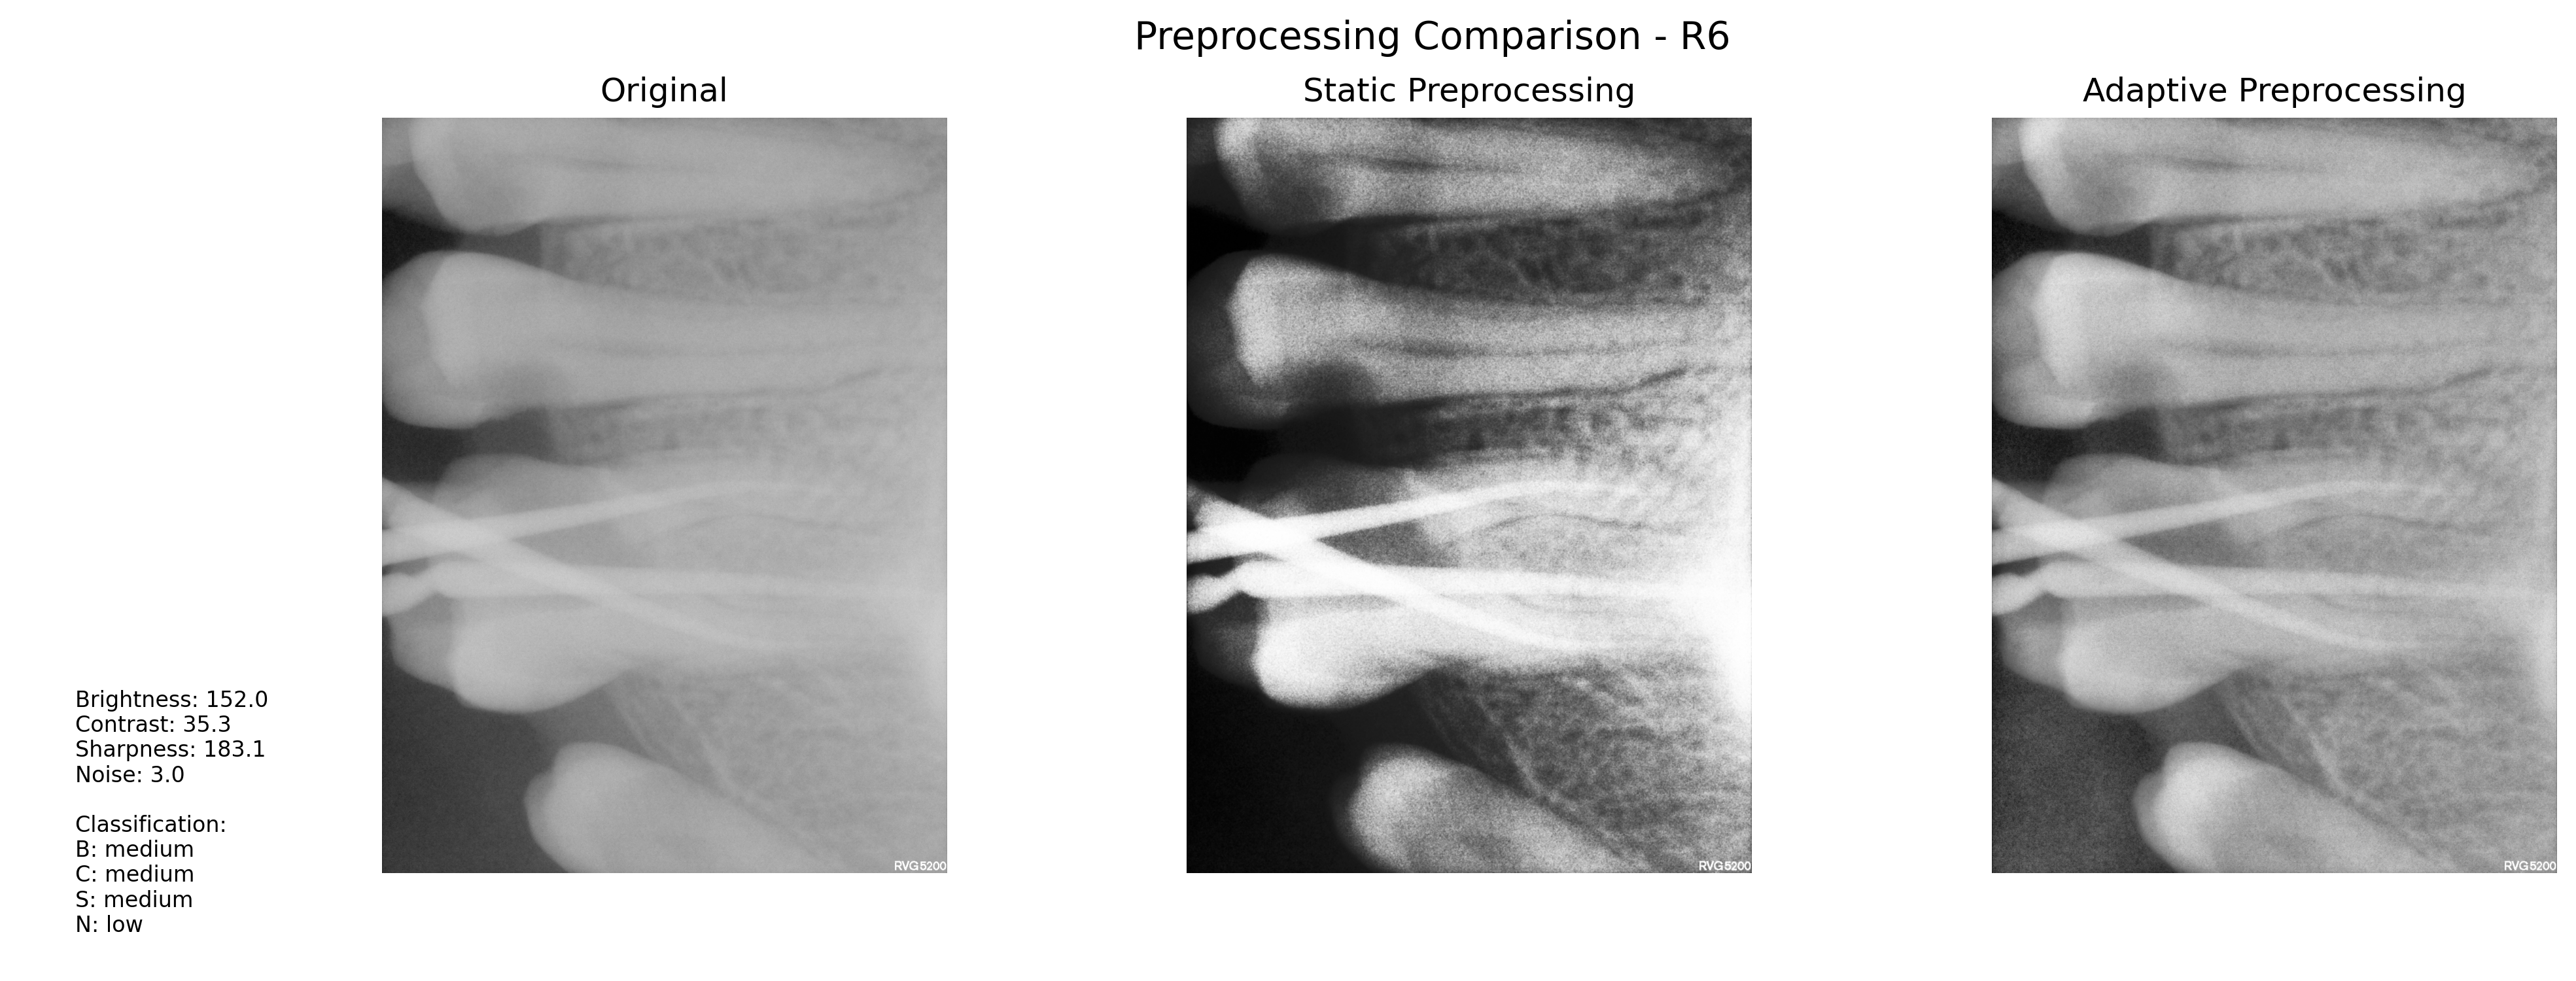 Preprocessing Comparison - R6
Original
Static Preprocessing
Adaptive Preprocessing
Brightness: 152.0
Contrast: 35.3
Sharpness: 183.1
Noise: 3.0
Classification:
B: medium
C: medium
S: medium
N: low
RVG5200
RVG5200
RVG5200